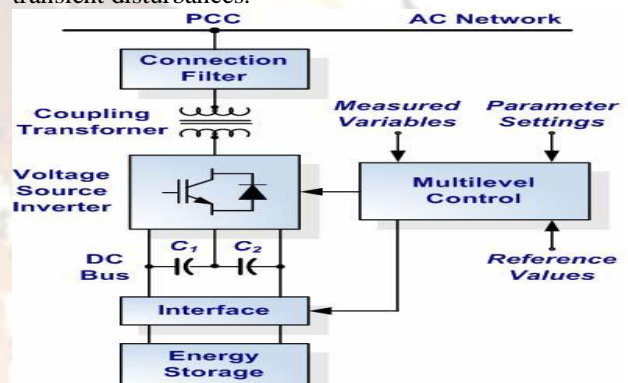 transient disturbances.
PCC
AC Network
Connection
Filter
Coupling
Transforner
Measured
Variables
Parameter
Settings
Voltage
Source
Inverter
Multilevel
Control
C1
C2
DC
Bus
Reference
Values
Interface
Energy
Storage